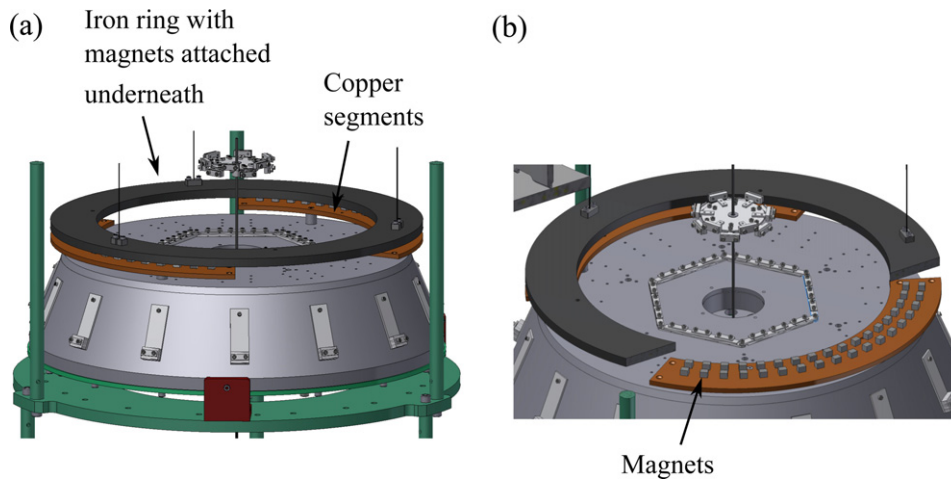 (a)
Iron ring with
magnets attached
underneath
Copper
segments
(b)
Magnets